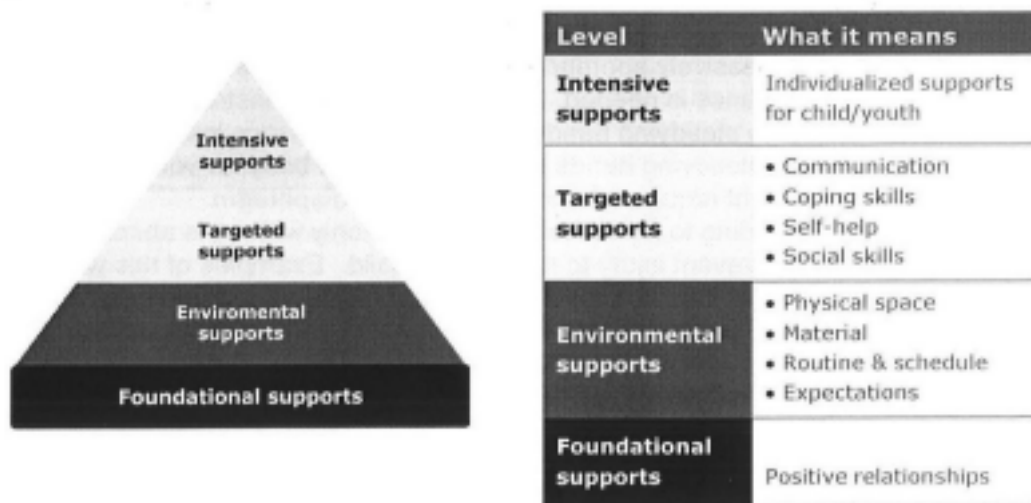 Intensive
supports
Targeted
supports
Enviromental
supports
Foundational supports
Level What it means
Intensive
supports
Individualized supports
for child/youth
Targeted
supports
• Communication
• Coping skills
• Self-help
• Social skills
Environmental
supports
• Physical space
• Material
• Routine & schedule
• Expectations
Foundational
supports
Positive relationships